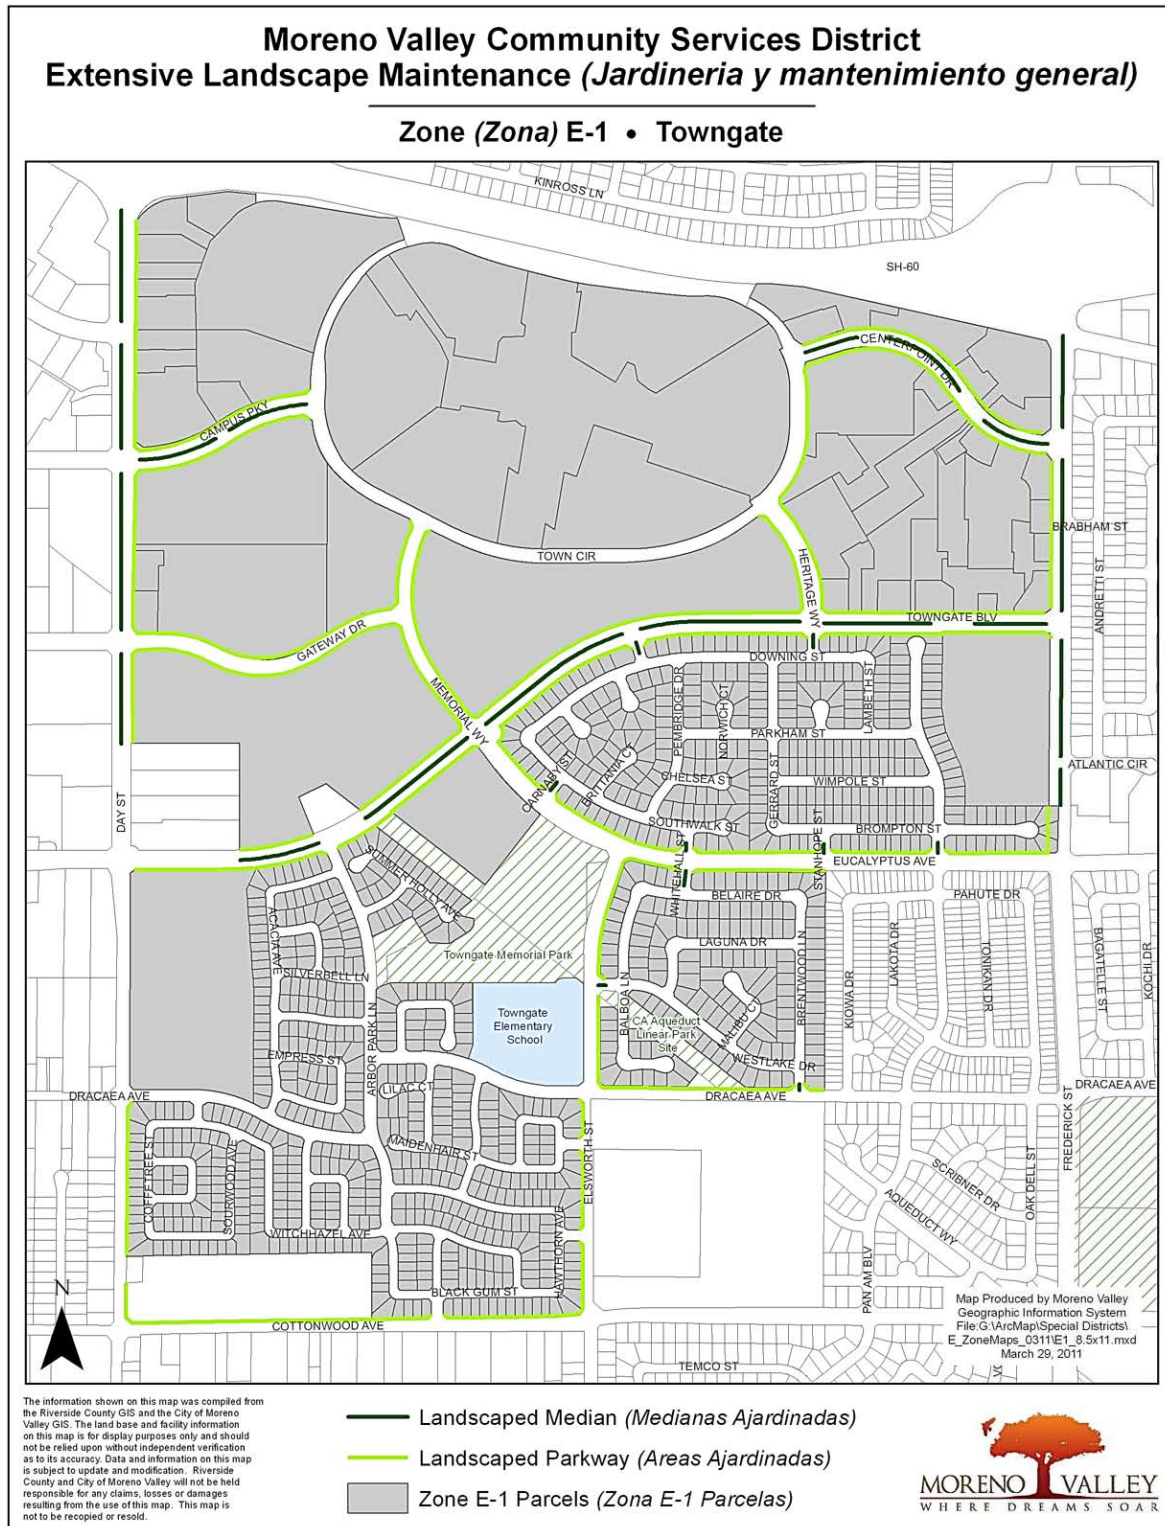 Moreno Valley Community Services District
Extensive Landscape Maintenance (Jardineria y mantenimiento general)
Zone (Zona) E-1 • Towngate
KINROSS LN
SH-60
CENTERPOINT DR
CAMPUS PKY
BRABHAM ST
TOWN CIR
HERITAGE WY
ANDRETTI ST
TOWNGATE BLV
GATEWAY DR
DOWNING ST
MEMORIAL WY
PEMBRIDGE DR
NORWICH CT
LAMBETH ST
PARKHAM ST
ATLANTIC CIR
CARNABY ST
BRITTANIA CT
CHELSEA S
GERRARD ST
WIMPOLE ST
DAY ST
SOUTHWALK ST
STANHOPE ST
BROMPTON ST
WHITEHALL ST
EUCALYPTUS AVE
SUMMER HOLLY AVE
BELAIRE DR
PAHUTE DR
ACACIA AVE
LAKOTA DR
TONIKAN DR
BAGATELLE ST
KOCHI DR
LAGUNA DR
BRENTWOOD LN
Towngate Memorial Park
SILVERBELL LN
BALBOA LN
KIOWA DR
Towngate
Elementary
School
CA Aqueduct
Linear Park
Site
MALIBU CT
ARBOR PARK LN
EMPRESS ST
WESTLAKE DR
LILAC CT
DRACAEA AVE
DRACAEA AVE
DRACAEA AVE
FREDERICK ST
COFFETREE ST
SOURWOOD AVE
MAIDENHAIR ST
ELSWORTH ST
SCRIBNER DR
OAK DELL ST
AQUEDUCT WY
WITCHHAZEL AVE
HAWTHORN AVE
PAN AM BLV
BLACK GUM ST
N
COTTONWOOD AVE
TEMCO ST
Map Produced by Moreno Valley
Geographic Information System
File:G:\ArcMap\Special Districts\
E_ZoneMaps_0311\E1_8.5x11.mxd
March 29, 2011
The information shown on this map was compiled from
the Riverside County GIS and the City of Moreno
Valley GIS. The land base and facility information
on this map is for display purposes only and should
not be relied upon without independent verification
as to its accuracy. Data and information on this map
is subject to update and modification. Riverside
County and City of Moreno Valley will not be held
responsible for any claims, losses or damages
resulting from the use of this map. This map is
not to be recopied or resold.
Landscaped Median (Medianas Ajardinadas)
Landscaped Parkway (Areas Ajardinadas)
Zone E-1 Parcels (Zona E-1 Parcelas)
MORENO VALLEY
WHERE DREAMS SOAR